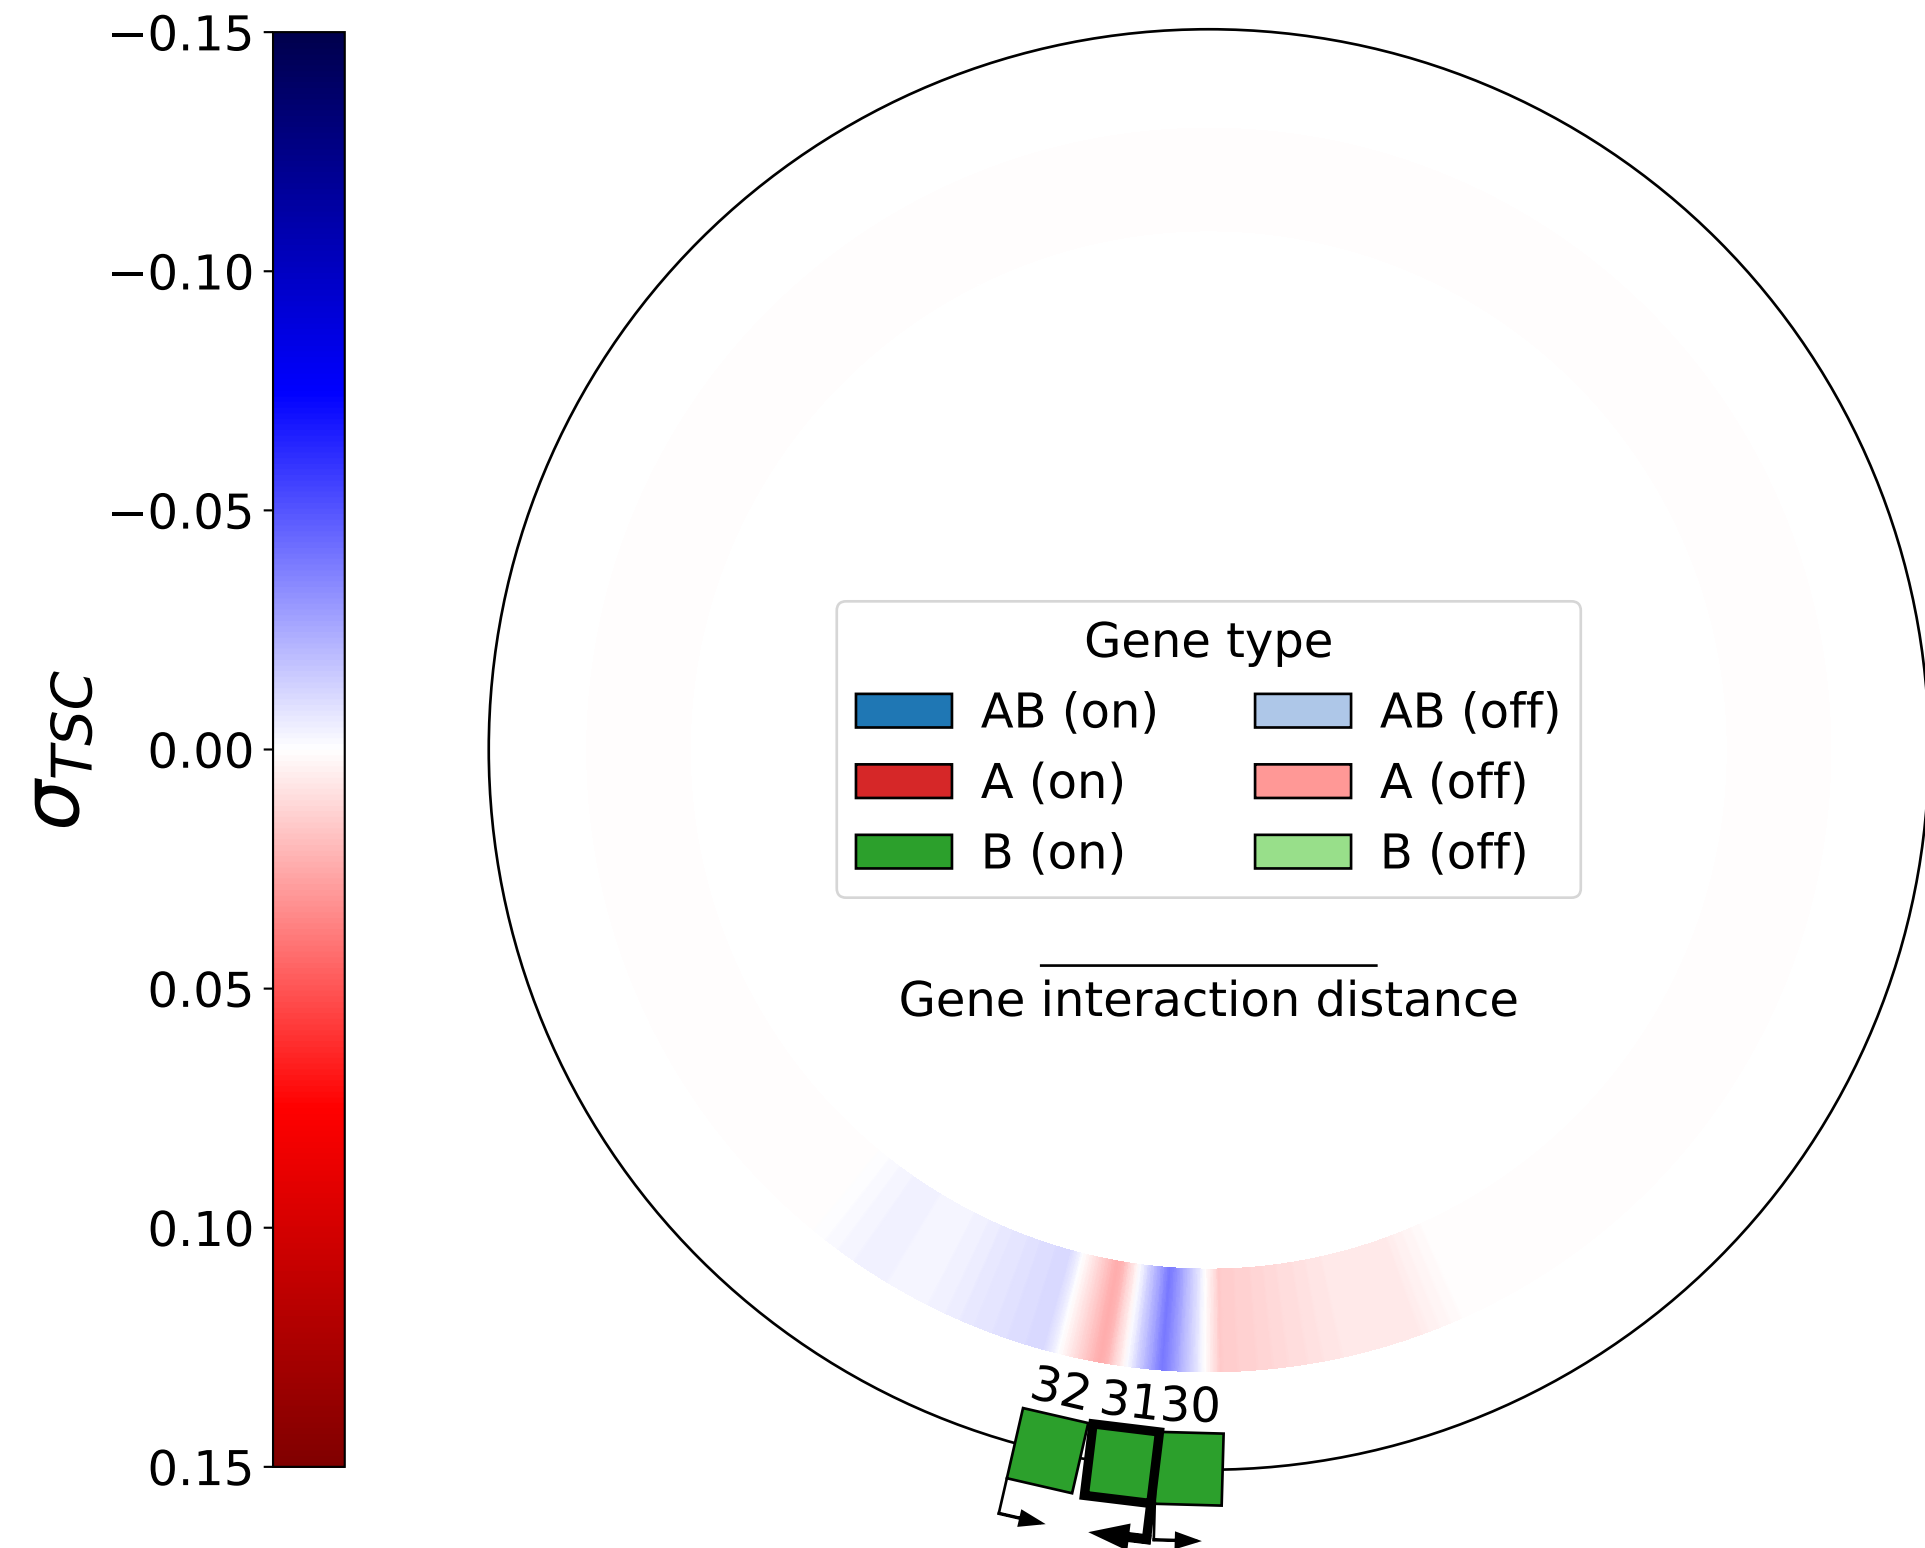 −0.15
−0.10
−0.05
0.00
0.05
0.10
0.15
σTSC
Gene type
AB (on) AB (off)
A (on) A (off)
B (on) B (off)
Gene interaction distance
32 31 30